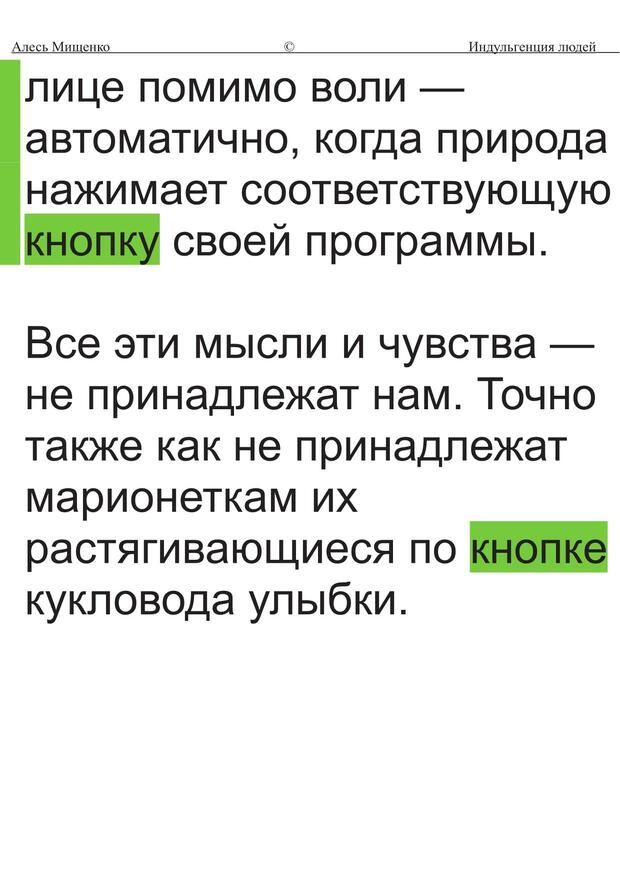 Алесь Мищенко © Индульгенция людей
лице помимо воли —
автоматично, когда природа
нажимает соответствующую
кнопку своей программы.
Все эти мысли и чувства —
не принадлежат нам. Точно
также как не принадлежат
марионеткам их
растягивающиеся по кнопке
кукловода улыбки.